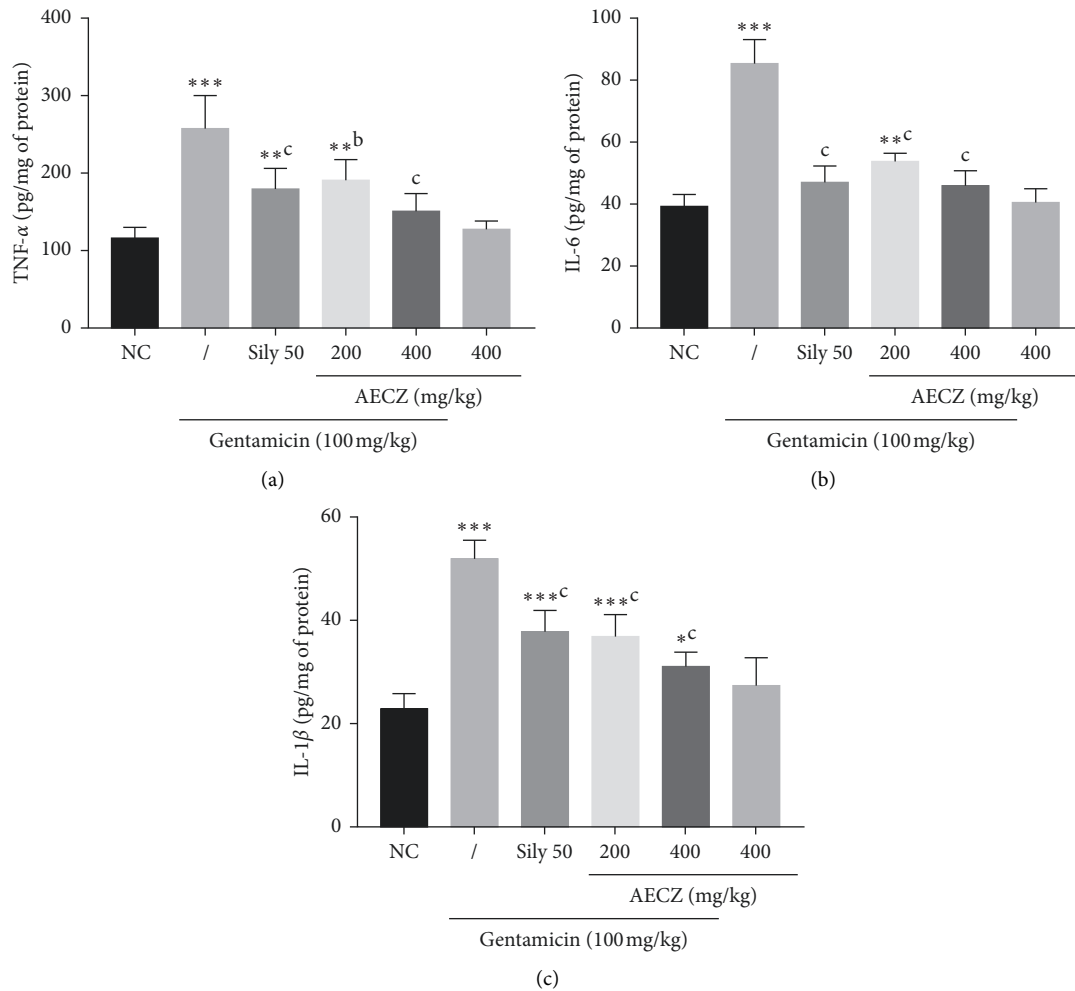 400
300
200
100
0
TNF-α (pg/mg of protein)
***
**c
**b
c
NC / Sily 50 200 400 400
AECZ (mg/kg)
Gentamicin (100 mg/kg)
(a)
100
80
60
40
20
0
IL-6 (pg/mg of protein)
***
c
**c
c
NC / Sily 50 200 400 400
AECZ (mg/kg)
Gentamicin (100 mg/kg)
(b)
60
40
20
0
IL-1β (pg/mg of protein)
***
***c
***c
*c
NC / Sily 50 200 400 400
AECZ (mg/kg)
Gentamicin (100 mg/kg)
(c)